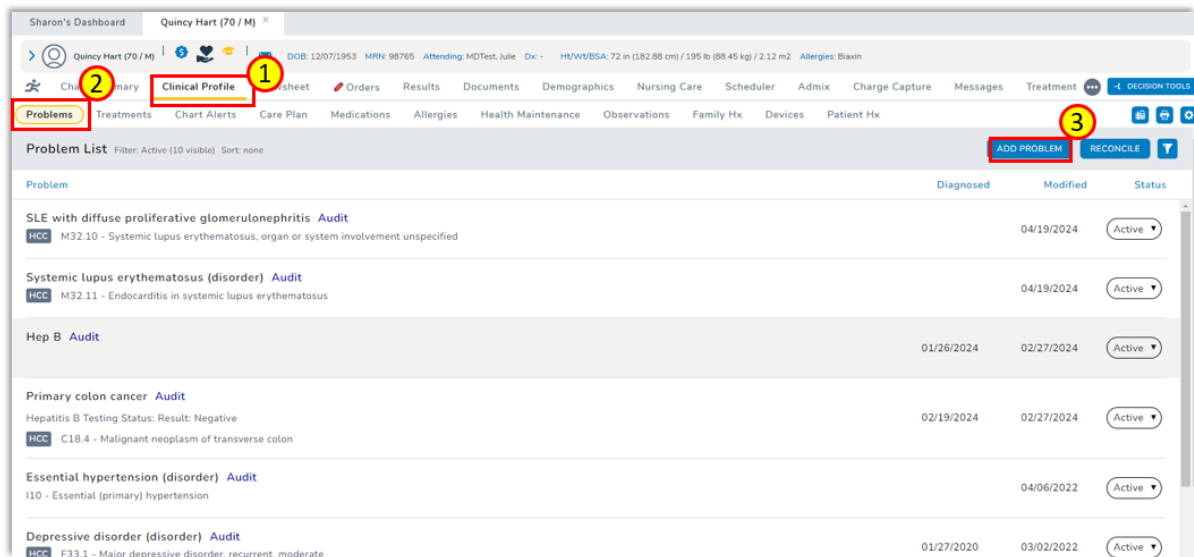 Sharon's Dashboard Quincy Hart (70 / M) ×
Quincy Hart (70 / M) DOB: 12/07/1953 MRN: 98765 Attending: MDTest, Julie Dx: - Ht/Wt/BSA: 72 in (182.88 cm) / 195 lb (88.45 kg) / 2.12 m2 Allergies: Biaxin
1
2
Clinical Profile Orders Results Documents Demographics Nursing Care Scheduler Admix Charge Capture Messages Treatment DECISION TOOLS
Problems Treatments Chart Alerts Care Plan Medications Allergies Health Maintenance Observations Family Hx Devices Patient Hx
3
Problem List Filter: Active (10 visible) Sort: none ADD PROBLEM RECONCILE
Problem Diagnosed Modified Status
SLE with diffuse proliferative glomerulonephritis Audit
HCC M32.10 - Systemic lupus erythematosus, organ or system involvement unspecified 04/19/2024 Active
Systemic lupus erythematosus (disorder) Audit
HCC M32.11 - Endocarditis in systemic lupus erythematosus 04/19/2024 Active
Hep B Audit
01/26/2024 02/27/2024 Active
Primary colon cancer Audit
Hepatitis B Testing Status: Result: Negative 02/19/2024 02/27/2024 Active
HCC C18.4 - Malignant neoplasm of transverse colon
Essential hypertension (disorder) Audit
I10 - Essential (primary) hypertension 04/06/2022 Active
Depressive disorder (disorder) Audit
HCC F33.1 - Major depressive disorder, recurrent, moderate 01/27/2020 03/02/2022 Active